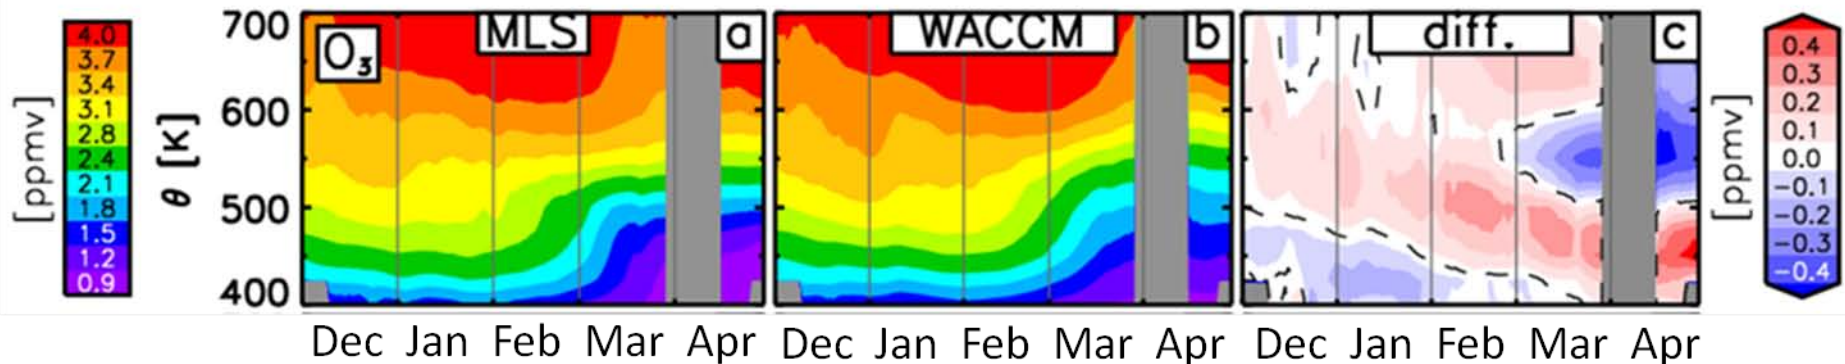 4.0
3.7
3.4
3.1
2.8
2.4
2.1
1.8
1.5
1.2
0.9
[ppmv]
θ [K]
700
600
500
400
O3
MLS
a
WACCM
b
diff.
c
[ppmv]
0.4
0.3
0.2
0.1
0.0
−0.1
−0.2
−0.3
−0.4
Dec Jan Feb Mar Apr Dec Jan Feb Mar Apr Dec Jan Feb Mar Apr